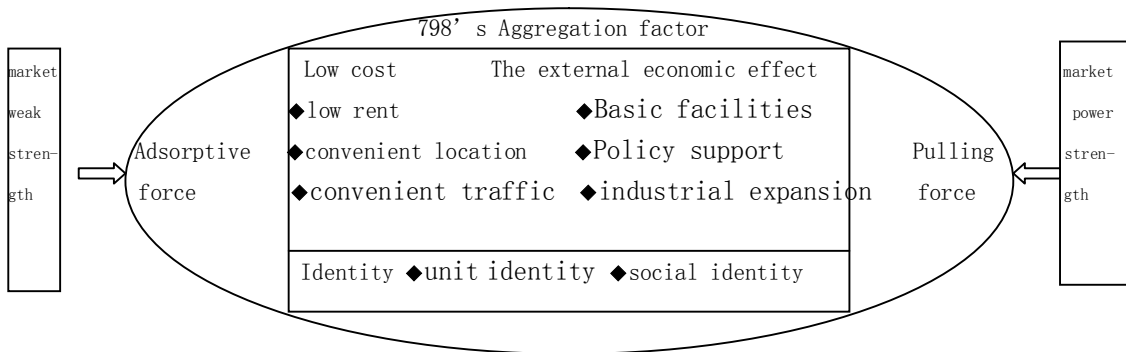 798’s Aggregation factor
market
weak
stren-
gth
Adsorptive
force
Low cost The external economic effect
◆low rent ◆Basic facilities
◆convenient location ◆Policy support
◆convenient traffic ◆industrial expansion
Identity ◆unit identity ◆social identity
Pulling
force
market
power
stren-
gth